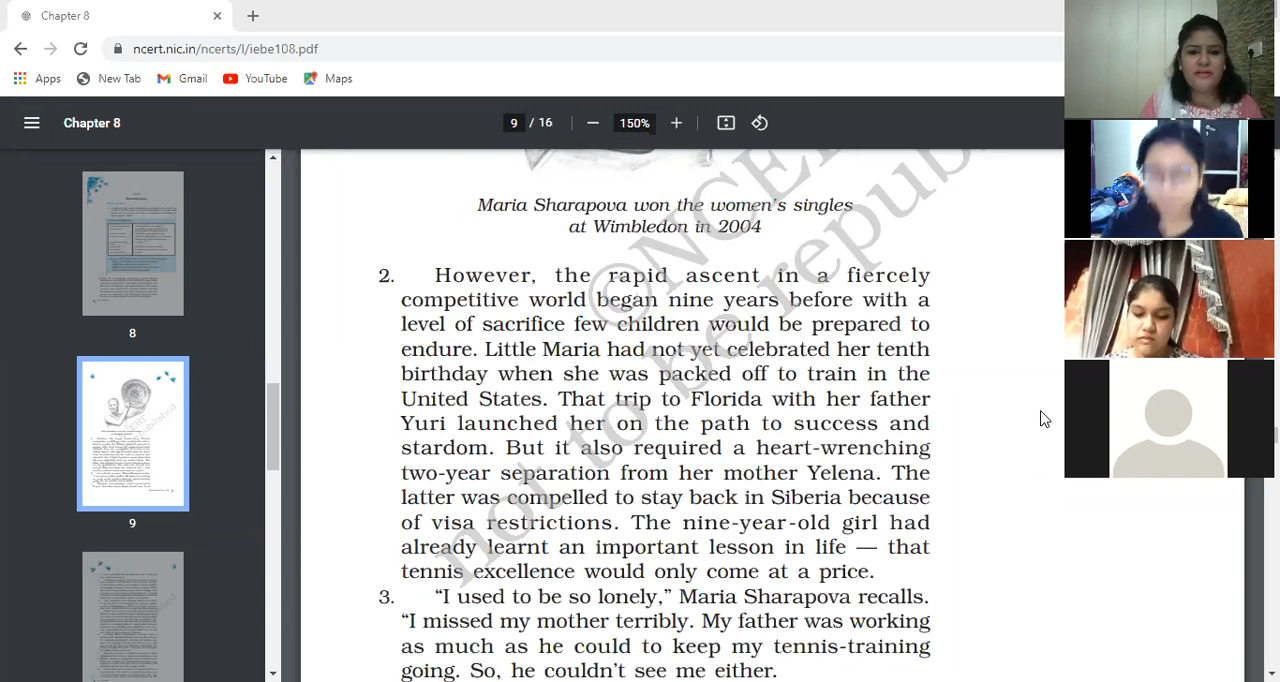 Chapter 8
ncert.nic.in/ncerts/l/iebe108.pdf
Apps New Tab Gmail YouTube Maps
Chapter 8
9 / 16 150%
Maria Sharapova won the women's singles
at Wimbledon in 2004
2. However, the rapid ascent in a fiercely
competitive world began nine years before with a
level of sacrifice few children would be prepared to
endure. Little Maria had not yet celebrated her tenth
birthday when she was packed off to train in the
United States. That trip to Florida with her father
Yuri launched her on the path to success and
stardom. But it also required a heart-wrenching
two-year separation from her mother Yelena. The
latter was compelled to stay back in Siberia because
of visa restrictions. The nine-year-old girl had
already learnt an important lesson in life — that
tennis excellence would only come at a price.
3. “I used to be so lonely,” Maria Sharapova recalls.
“I missed my mother terribly. My father was working
as much as he could to keep my tennis-training
going. So, he couldn't see me either.
©NCERT
not to be republ
8
9